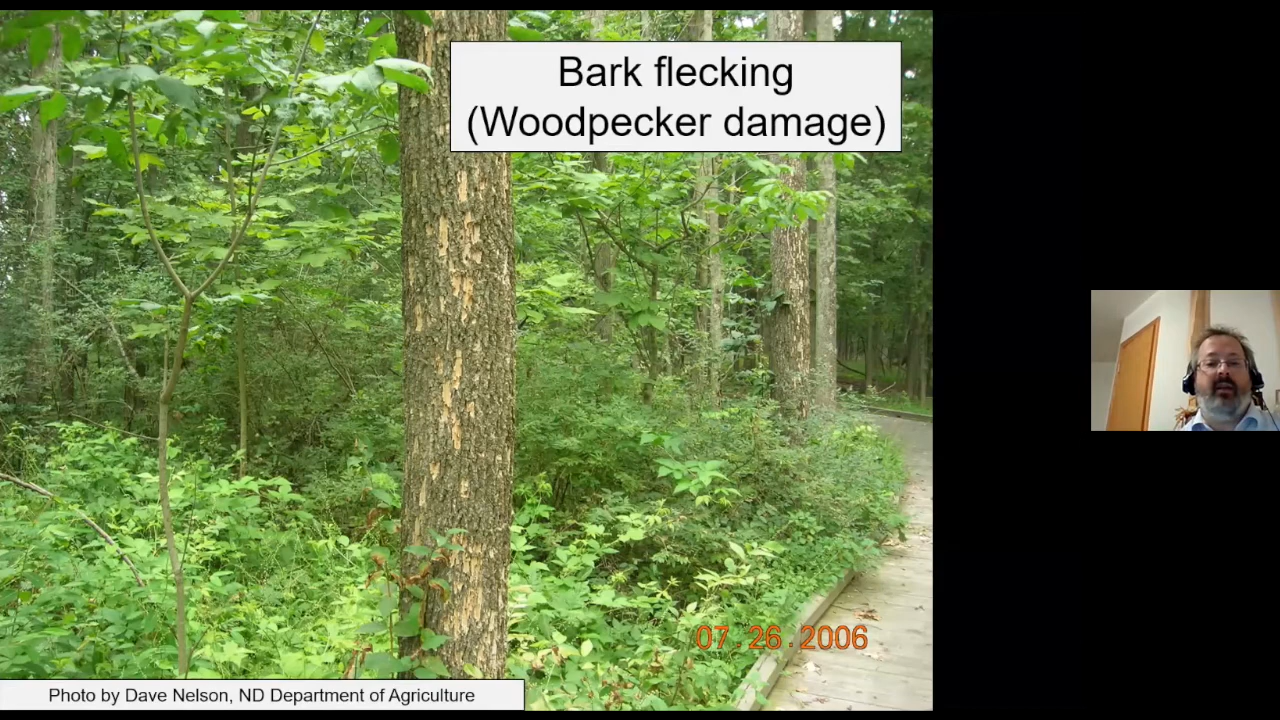 Bark flecking
(Woodpecker damage)
07.26.2006
Photo by Dave Nelson, ND Department of Agriculture